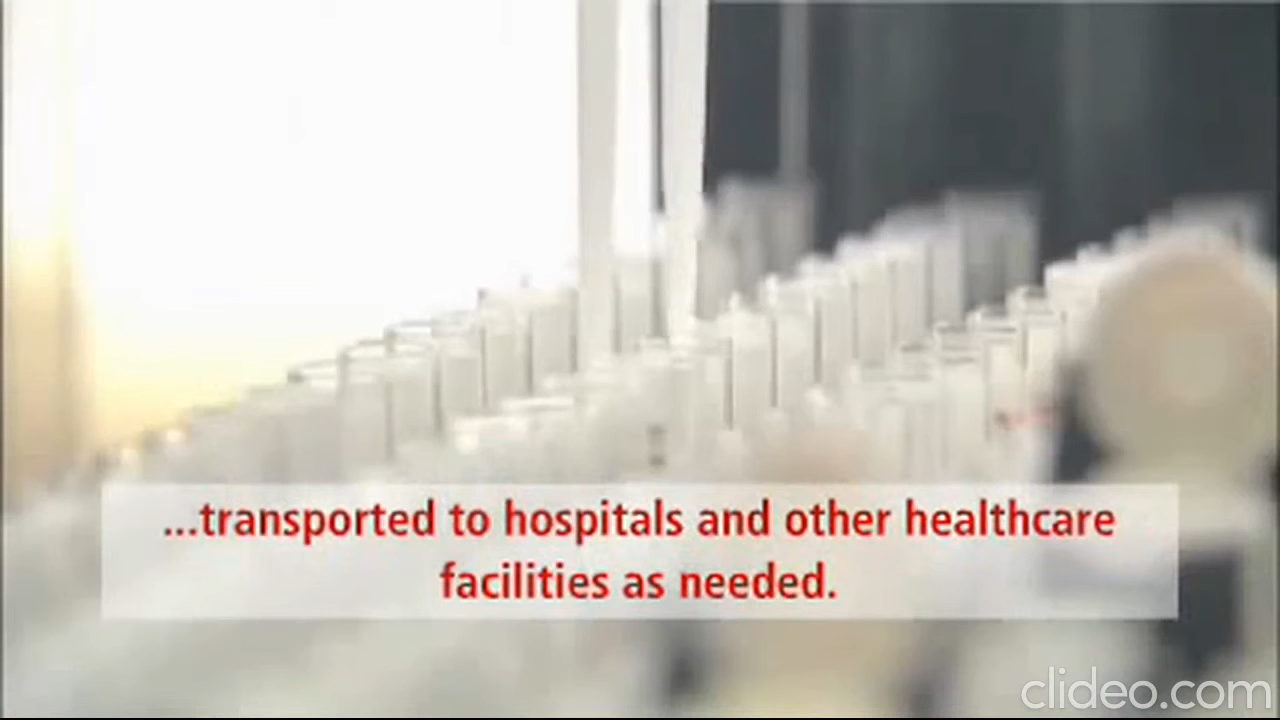 ...transported to hospitals and other healthcare
facilities as needed.
clideo.com